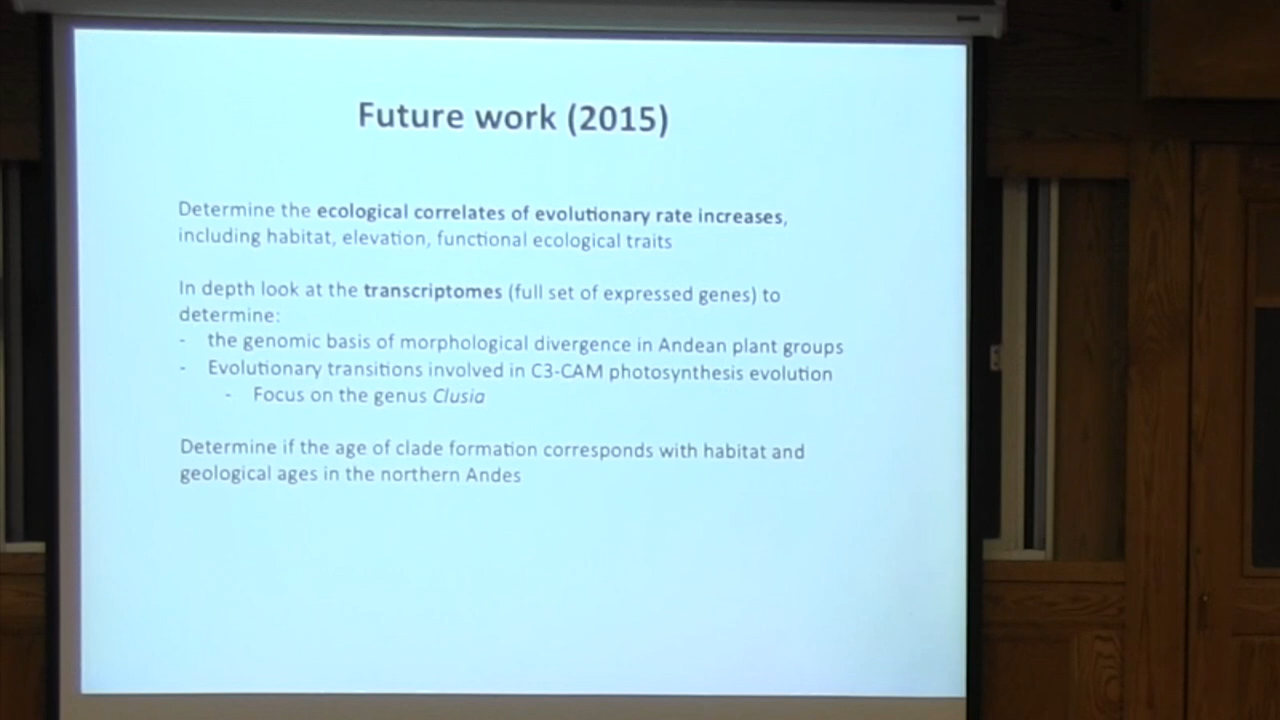 Future work (2015)
Determine the ecological correlates of evolutionary rate increases,
including habitat, elevation, functional ecological traits
In depth look at the transcriptomes (full set of expressed genes) to
determine:
- the genomic basis of morphological divergence in Andean plant groups
- Evolutionary transitions involved in C3-CAM photosynthesis evolution
- Focus on the genus Clusia
Determine if the age of clade formation corresponds with habitat and
geological ages in the northern Andes